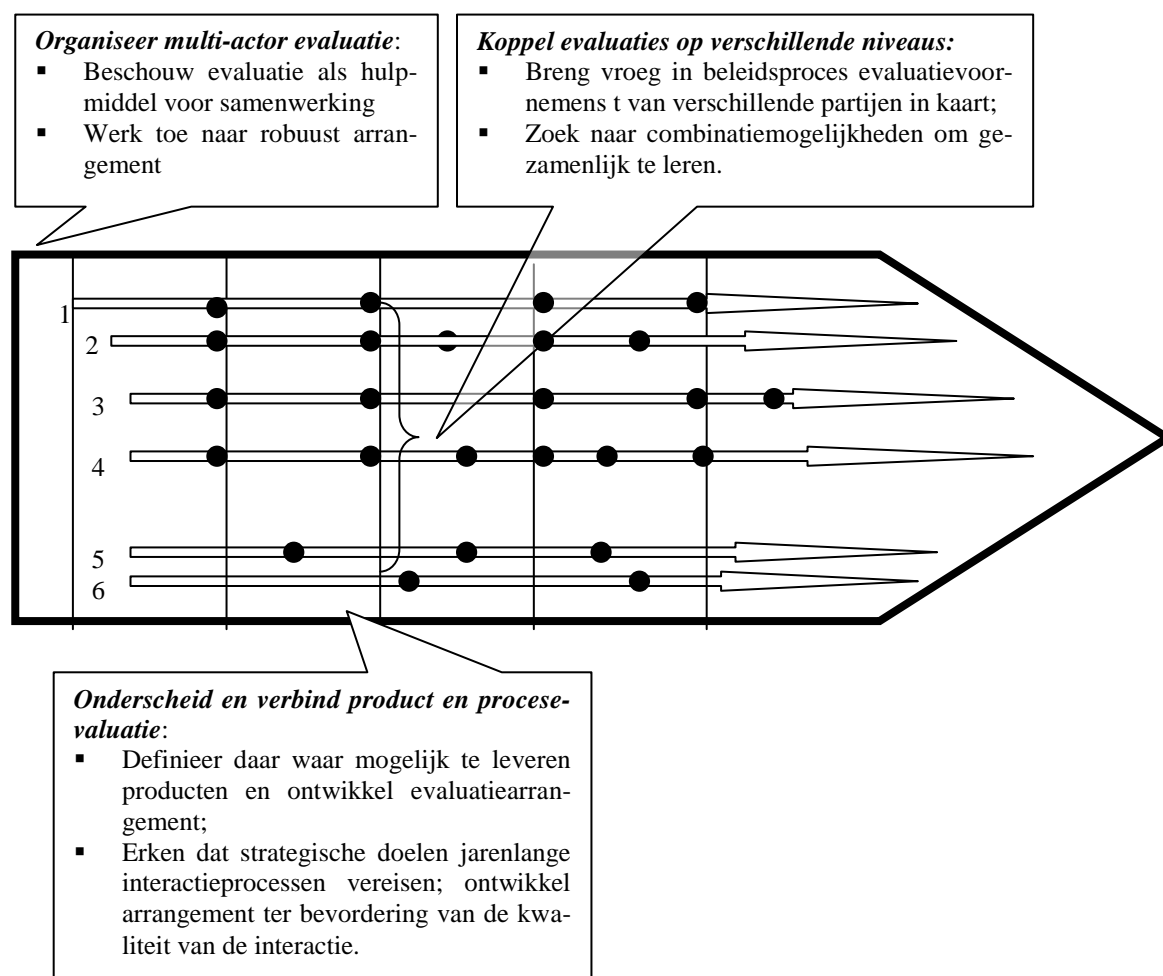 Organiseer multi-actor evaluatie:
▪ Beschouw evaluatie als hulp-
middel voor samenwerking
▪ Werk toe naar robuust arran-
gement
Koppel evaluaties op verschillende niveaus:
▪ Breng vroeg in beleidsproces evaluatievoor-
nemens t van verschillende partijen in kaart;
▪ Zoek naar combinatiemogelijkheden om ge-
zamenlijk te leren.
1
2
3
4
5
6
Onderscheid en verbind product en procese-
valuatie:
▪ Definieer daar waar mogelijk te leveren
producten en ontwikkel evaluatiearran-
gement;
▪ Erken dat strategische doelen jarenlange
interactieprocessen vereisen; ontwikkel
arrangement ter bevordering van de kwa-
liteit van de interactie.